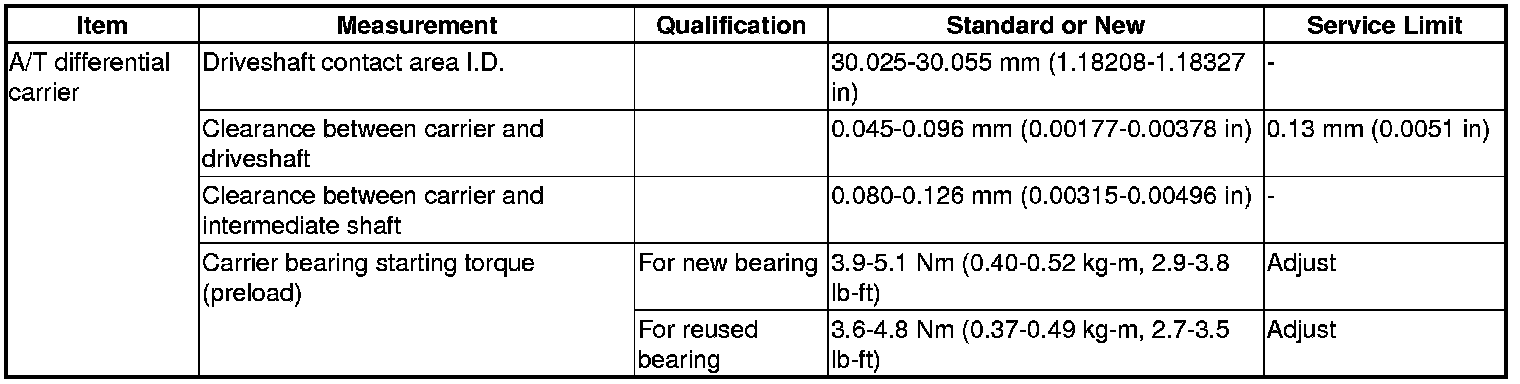 Item Measurement Qualification Standard or New Service Limit
A/T differential carrier Driveshaft contact area I.D. 30.025-30.055 mm (1.18208-1.18327 in) -
Clearance between carrier and driveshaft 0.045-0.096 mm (0.00177-0.00378 in) 0.13 mm (0.0051 in)
Clearance between carrier and intermediate shaft 0.080-0.126 mm (0.00315-0.00496 in) -
Carrier bearing starting torque (preload) For new bearing 3.9-5.1 Nm (0.40-0.52 kg-m, 2.9-3.8 lb-ft) Adjust
For reused bearing 3.6-4.8 Nm (0.37-0.49 kg-m, 2.7-3.5 lb-ft) Adjust